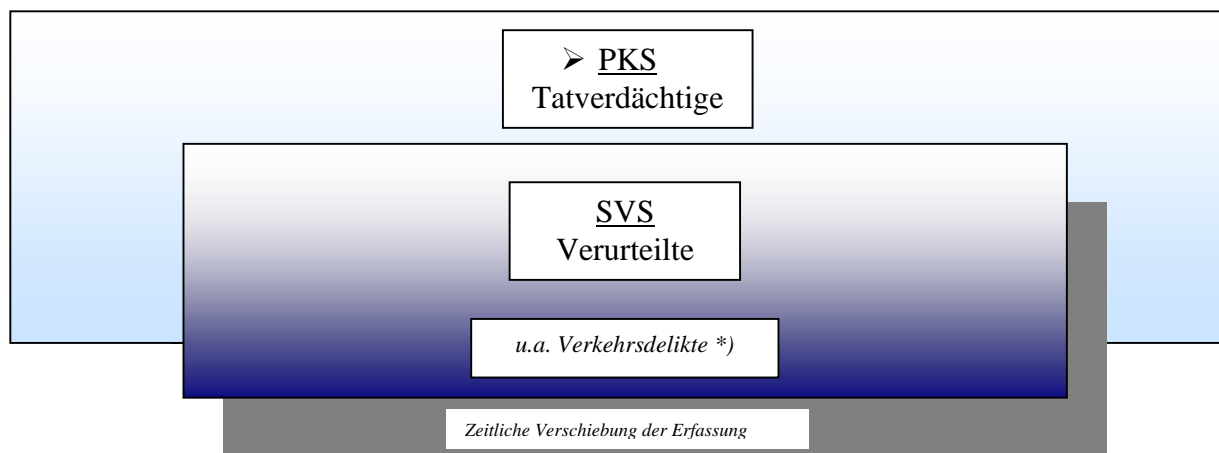 ➢ PKS
Tatverdächtige
SVS
Verurteilte
u.a. Verkehrsdelikte *)
Zeitliche Verschiebung der Erfassung